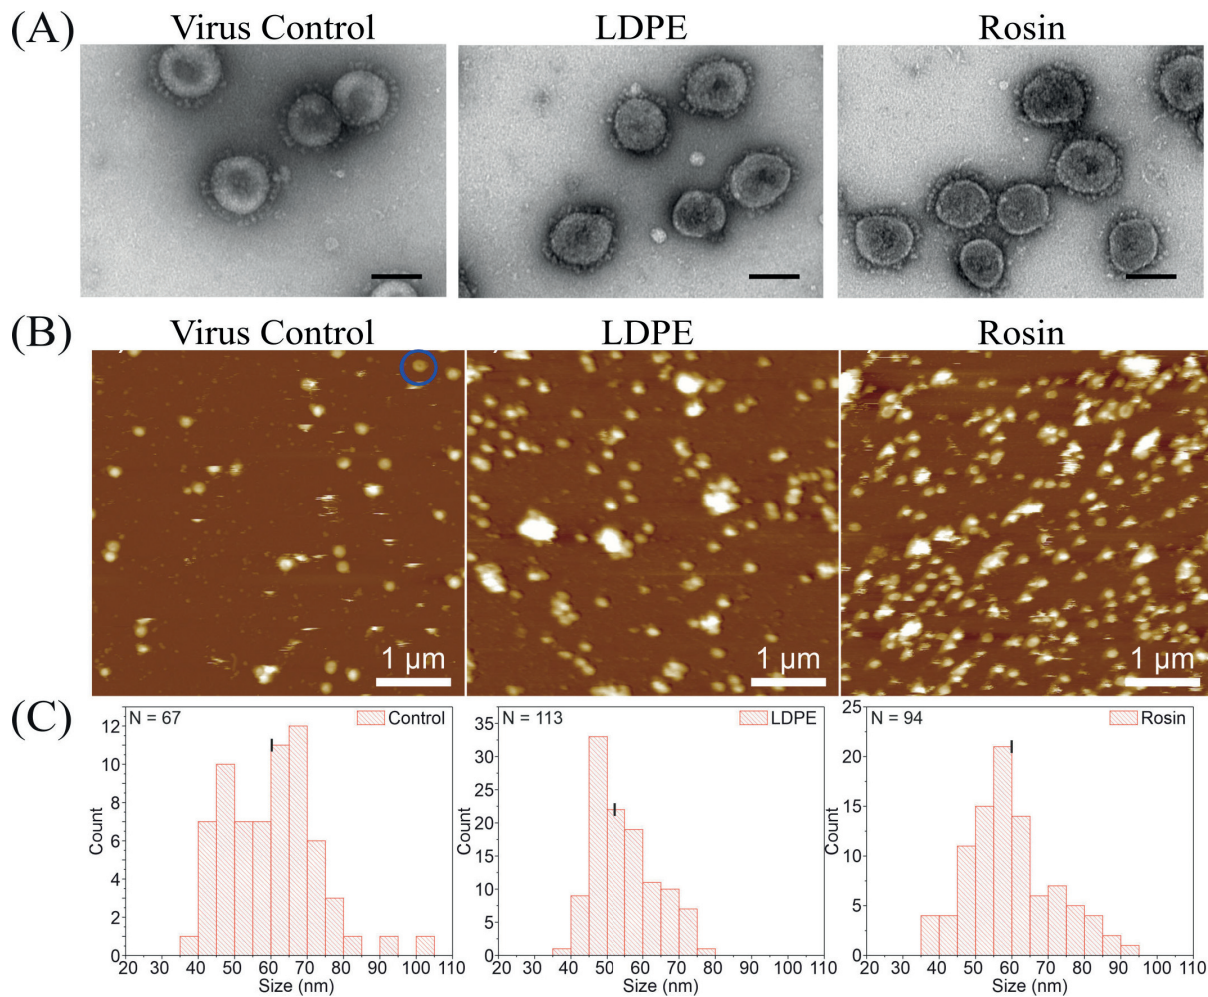 (A)
Virus Control LDPE Rosin
(B)
Virus Control LDPE Rosin
1 μm 1 μm 1 μm
(C)
N = 67 Control
12
10
8
6
4
2
0
Count
20 30 40 50 60 70 80 90 100 110
Size (nm)
N = 113 LDPE
35
30
25
20
15
10
5
0
Count
20 30 40 50 60 70 80 90 100 110
Size (nm)
N = 94 Rosin
25
20
15
10
5
0
Count
20 30 40 50 60 70 80 90 100 110
Size (nm)